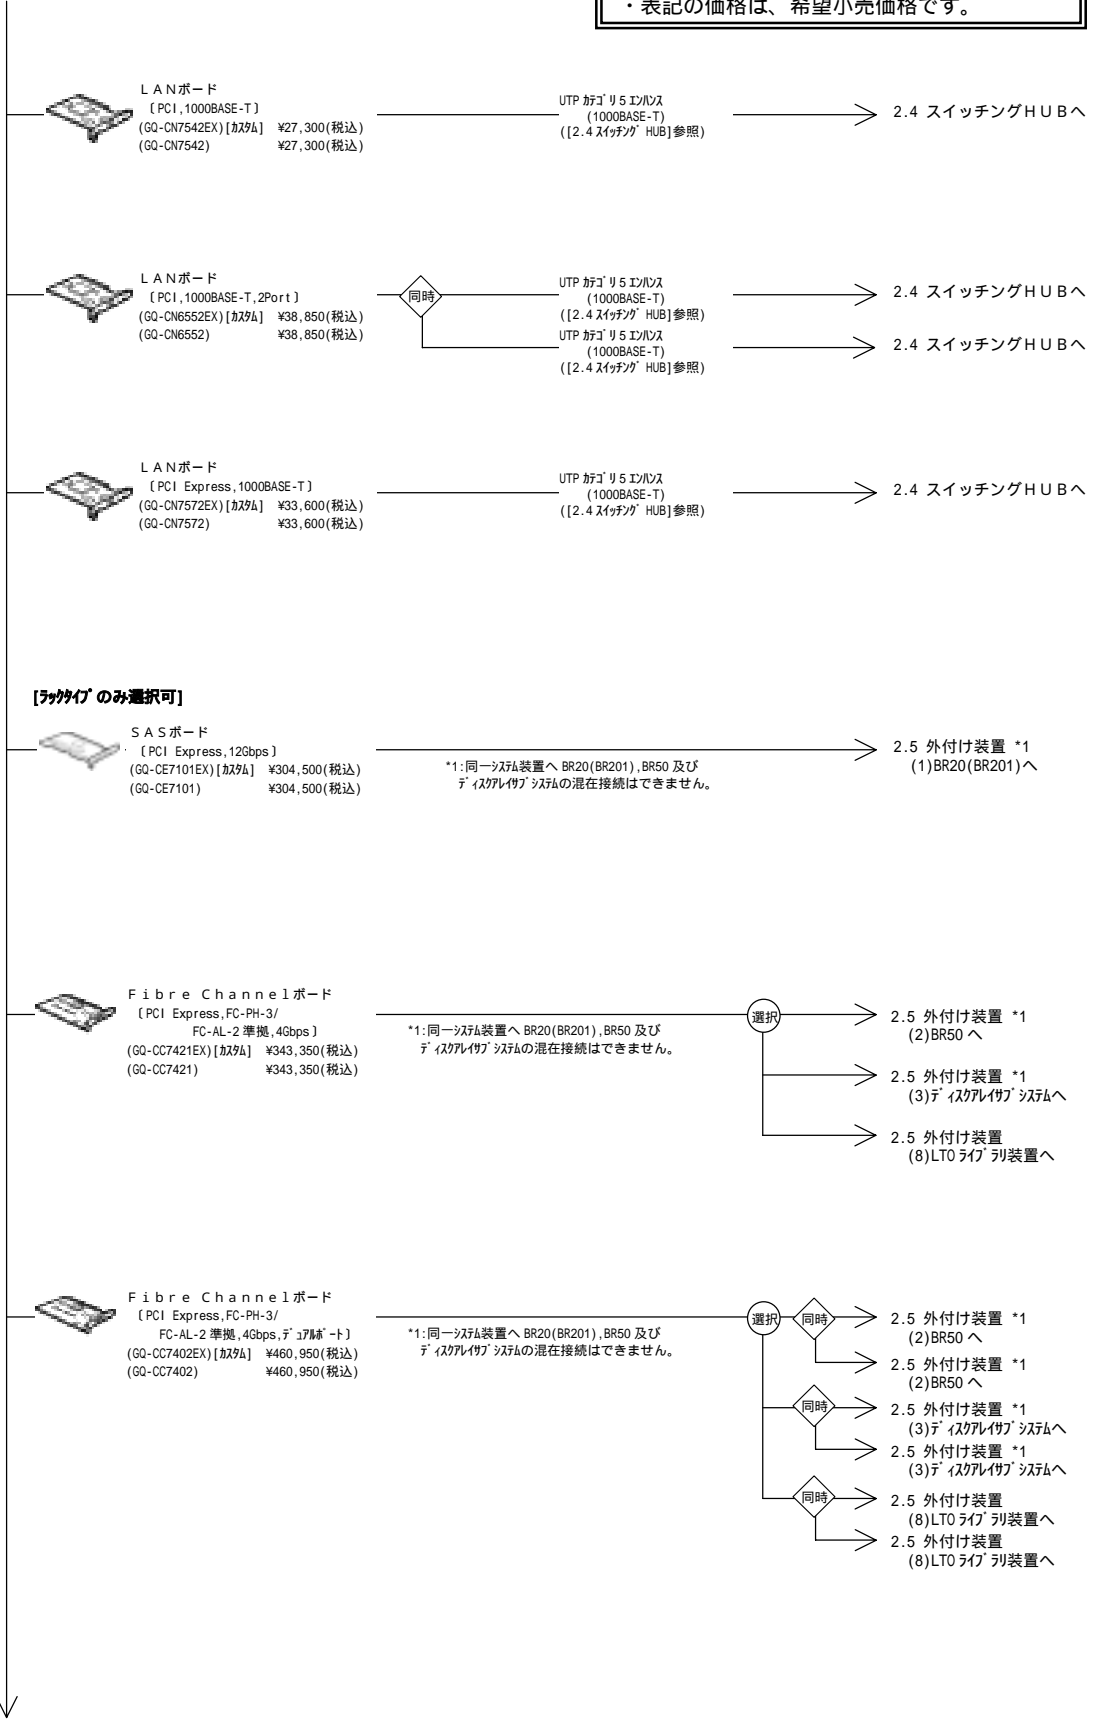 ・表記の価格は、希望小売価格です。
ＬＡＮボード
〔PCI,1000BASE-T〕
(GQ-CN7542EX)[ｶｽﾀﾑ] ¥27,300(税込)
(GQ-CN7542) ¥27,300(税込)
UTP ｶﾃｺﾞﾘ 5 ｴﾝﾊﾝｽ
(1000BASE-T)
([2.4 ｽｲｯﾁﾝｸﾞ HUB]参照)
2.4 スイッチングＨＵＢへ
ＬＡＮボード
〔PCI,1000BASE-T,2Port〕
(GQ-CN6552EX)[ｶｽﾀﾑ] ¥38,850(税込)
(GQ-CN6552) ¥38,850(税込)
同時
UTP ｶﾃｺﾞﾘ 5 ｴﾝﾊﾝｽ
(1000BASE-T)
([2.4 ｽｲｯﾁﾝｸﾞ HUB]参照)
2.4 スイッチングＨＵＢへ
UTP ｶﾃｺﾞﾘ 5 ｴﾝﾊﾝｽ
(1000BASE-T)
([2.4 ｽｲｯﾁﾝｸﾞ HUB]参照)
2.4 スイッチングＨＵＢへ
ＬＡＮボード
〔PCI Express,1000BASE-T〕
(GQ-CN7572EX)[ｶｽﾀﾑ] ¥33,600(税込)
(GQ-CN7572) ¥33,600(税込)
UTP ｶﾃｺﾞﾘ 5 ｴﾝﾊﾝｽ
(1000BASE-T)
([2.4 ｽｲｯﾁﾝｸﾞ HUB]参照)
2.4 スイッチングＨＵＢへ
[ﾗｯｸﾀｲﾌﾟのみ選択可]
ＳＡＳボード
〔PCI Express,12Gbps〕
(GQ-CE7101EX)[ｶｽﾀﾑ] ¥304,500(税込)
(GQ-CE7101) ¥304,500(税込)
*1:同一ｼｽﾃﾑ装置へ BR20(BR201),BR50 及び
ﾃﾞｨｽｸｱﾚｲｻﾌﾞｼｽﾃﾑの混在接続はできません。
2.5 外付け装置 *1
(1)BR20(BR201)へ
Ｆｉｂｒｅ Ｃｈａｎｎｅｌボード
〔PCI Express,FC-PH-3/
FC-AL-2 準拠,4Gbps〕
(GQ-CC7421EX)[ｶｽﾀﾑ] ¥343,350(税込)
(GQ-CC7421) ¥343,350(税込)
*1:同一ｼｽﾃﾑ装置へ BR20(BR201),BR50 及び
ﾃﾞｨｽｸｱﾚｲｻﾌﾞｼｽﾃﾑの混在接続はできません。
選択
2.5 外付け装置 *1
(2)BR50 へ
2.5 外付け装置 *1
(3)ﾃﾞｨｽｸｱﾚｲｻﾌﾞｼｽﾃﾑへ
2.5 外付け装置
(8)LTO ﾗｲﾌﾞﾗﾘ装置へ
Ｆｉｂｒｅ Ｃｈａｎｎｅｌボード
〔PCI Express,FC-PH-3/
FC-AL-2 準拠,4Gbps,ﾃﾞｭｱﾙﾎﾟｰﾄ〕
(GQ-CC7402EX)[ｶｽﾀﾑ] ¥460,950(税込)
(GQ-CC7402) ¥460,950(税込)
*1:同一ｼｽﾃﾑ装置へ BR20(BR201),BR50 及び
ﾃﾞｨｽｸｱﾚｲｻﾌﾞｼｽﾃﾑの混在接続はできません。
選択
同時
2.5 外付け装置 *1
(2)BR50 へ
2.5 外付け装置 *1
(2)BR50 へ
同時
2.5 外付け装置 *1
(3)ﾃﾞｨｽｸｱﾚｲｻﾌﾞｼｽﾃﾑへ
2.5 外付け装置 *1
(3)ﾃﾞｨｽｸｱﾚｲｻﾌﾞｼｽﾃﾑへ
同時
2.5 外付け装置
(8)LTO ﾗｲﾌﾞﾗﾘ装置へ
2.5 外付け装置
(8)LTO ﾗｲﾌﾞﾗﾘ装置へ